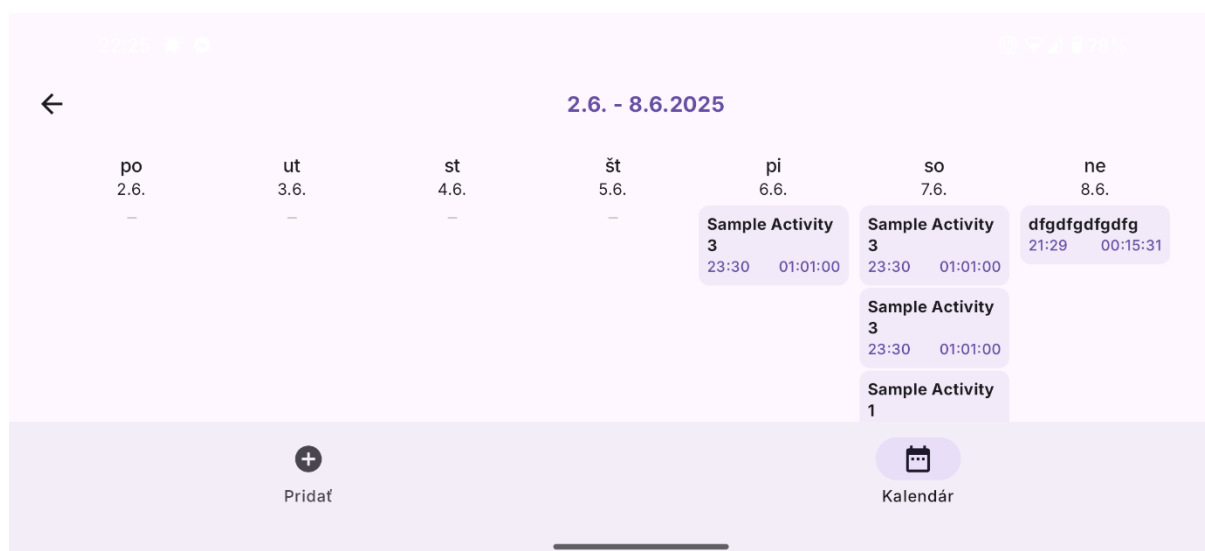 22:25
78%
2.6. - 8.6.2025
po
2.6.
–
ut
3.6.
–
st
4.6.
–
št
5.6.
–
pi
6.6.
Sample Activity
3
23:30 01:01:00
so
7.6.
Sample Activity
3
23:30 01:01:00
Sample Activity
3
23:30 01:01:00
Sample Activity
1
ne
8.6.
dfgdfgdfgdfg
21:29 00:15:31
Pridať
Kalendár